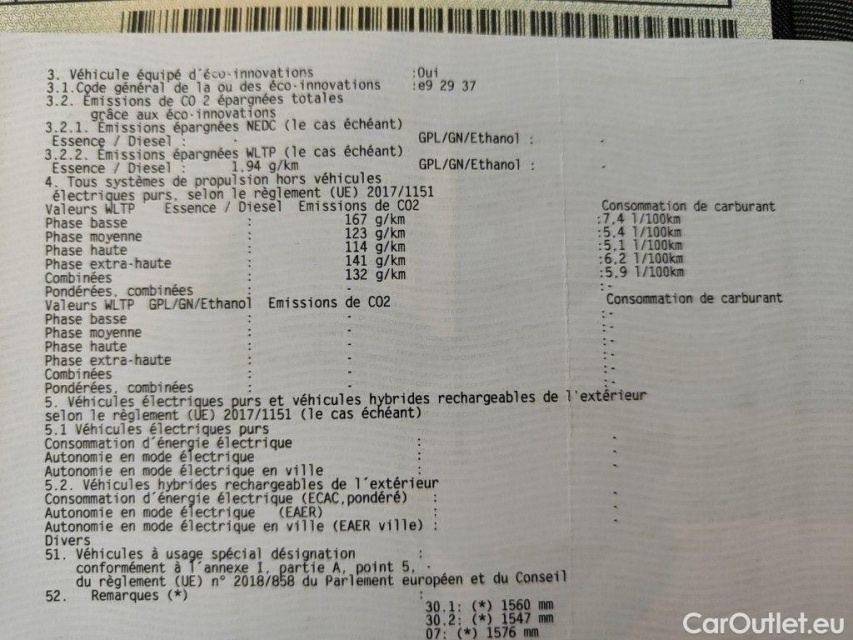 3. Véhicule équipé d'éco-innovations :Oui
3.1.Code général de la ou des éco-innovations :e9 29 37
3.2. Emissions de CO 2 épargnées totales
grâce aux éco-innovations
3.2.1. Émissions épargnées NEDC (le cas échéant)
Essence / Diesel : - GPL/GN/Ethanol : -
3.2.2. Émissions épargnées WLTP (le cas échéant)
Essence / Diesel : 1.94 g/km GPL/GN/Ethanol : -
4. Tous systèmes de propulsion hors véhicules
électriques purs, selon le règlement (UE) 2017/1151
Valeurs WLTP Essence / Diesel Emissions de CO2 Consommation de carburant
Phase basse : 167 g/km :7,4 l/100km
Phase moyenne : 123 g/km :5,4 l/100km
Phase haute : 114 g/km :5,1 l/100km
Phase extra-haute : 141 g/km :6,2 l/100km
Combinées : 132 g/km :5,9 l/100km
Pondérées, combinées : - :-
Valeurs WLTP GPL/GN/Ethanol Emissions de CO2 Consommation de carburant
Phase basse : - :-
Phase moyenne : - :-
Phase haute : - :-
Phase extra-haute : - :-
Combinées : - :-
Pondérées, combinées : - :-
5. Véhicules électriques purs et véhicules hybrides rechargeables de l'extérieur
selon le règlement (UE) 2017/1151 (le cas échéant)
5.1 Véhicules électriques purs
Consommation d'énergie électrique : -
Autonomie en mode électrique : -
Autonomie en mode électrique en ville : -
5.2. Véhicules hybrides rechargeables de l'extérieur
Consommation d'énergie électrique (ECAC,pondéré) : -
Autonomie en mode électrique (EAER) : -
Autonomie en mode électrique en ville (EAER ville) : -
Divers
51. Véhicules à usage spécial désignation :
conformément à l'annexe I, partie A, point 5, -
du règlement (UE) n° 2018/858 du Parlement européen et du Conseil
52. Remarques (*) :
30.1: (*) 1560 mm
30.2: (*) 1547 mm
07: (*) 1576 mm
CarOutlet.eu